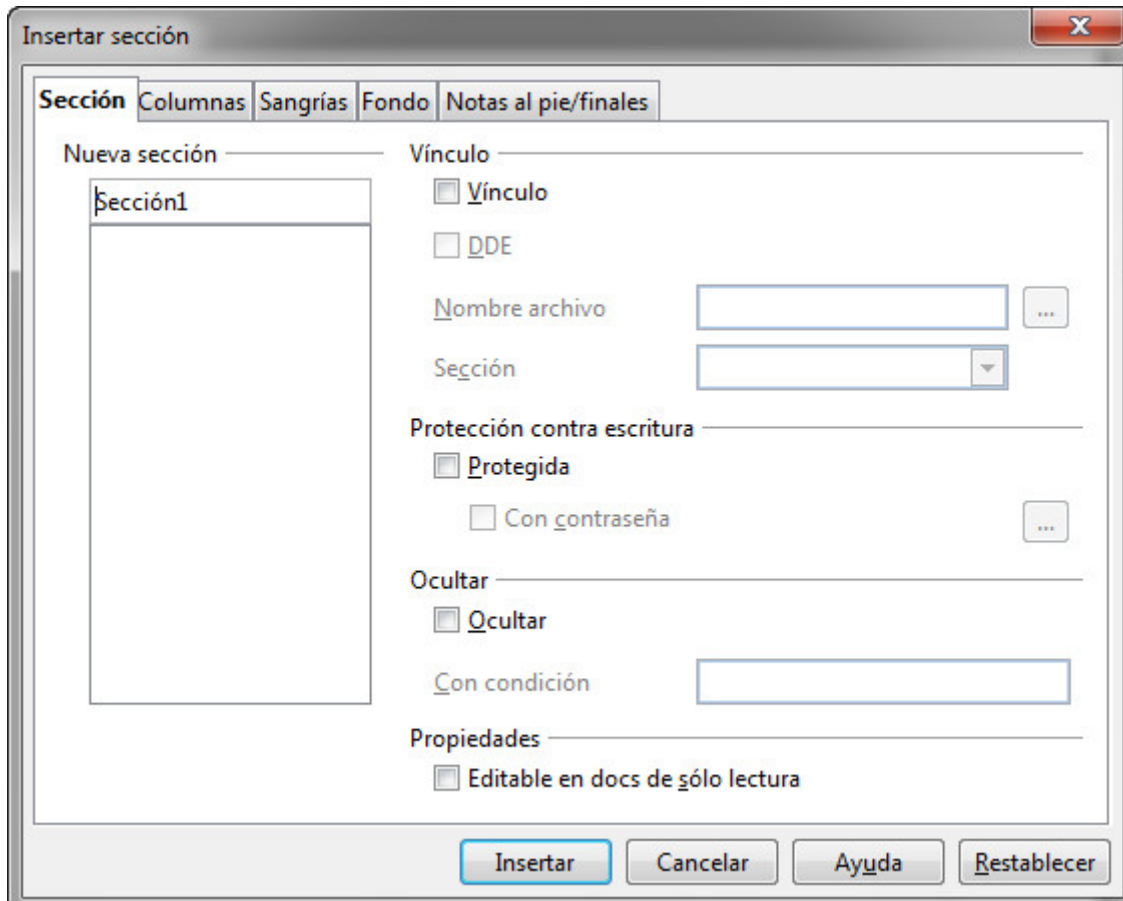 Insertar sección
Sección Columnas Sangrías Fondo Notas al pie/finales
Nueva sección
Sección1
Vínculo
Vínculo
DDE
Nombre archivo ...
Sección
Protección contra escritura
Protegida
Con contraseña ...
Ocultar
Ocultar
Con condición
Propiedades
Editable en docs de sólo lectura
Insertar Cancelar Ayuda Restablecer